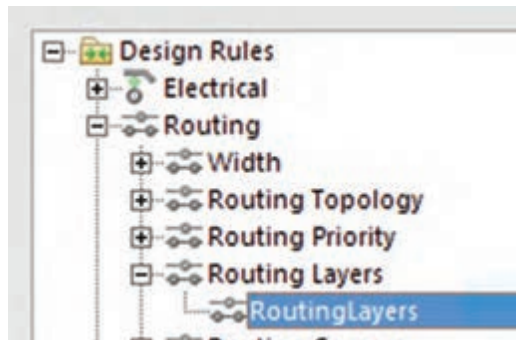 Design Rules
Electrical
Routing
Width
Routing Topology
Routing Priority
Routing Layers
RoutingLayers